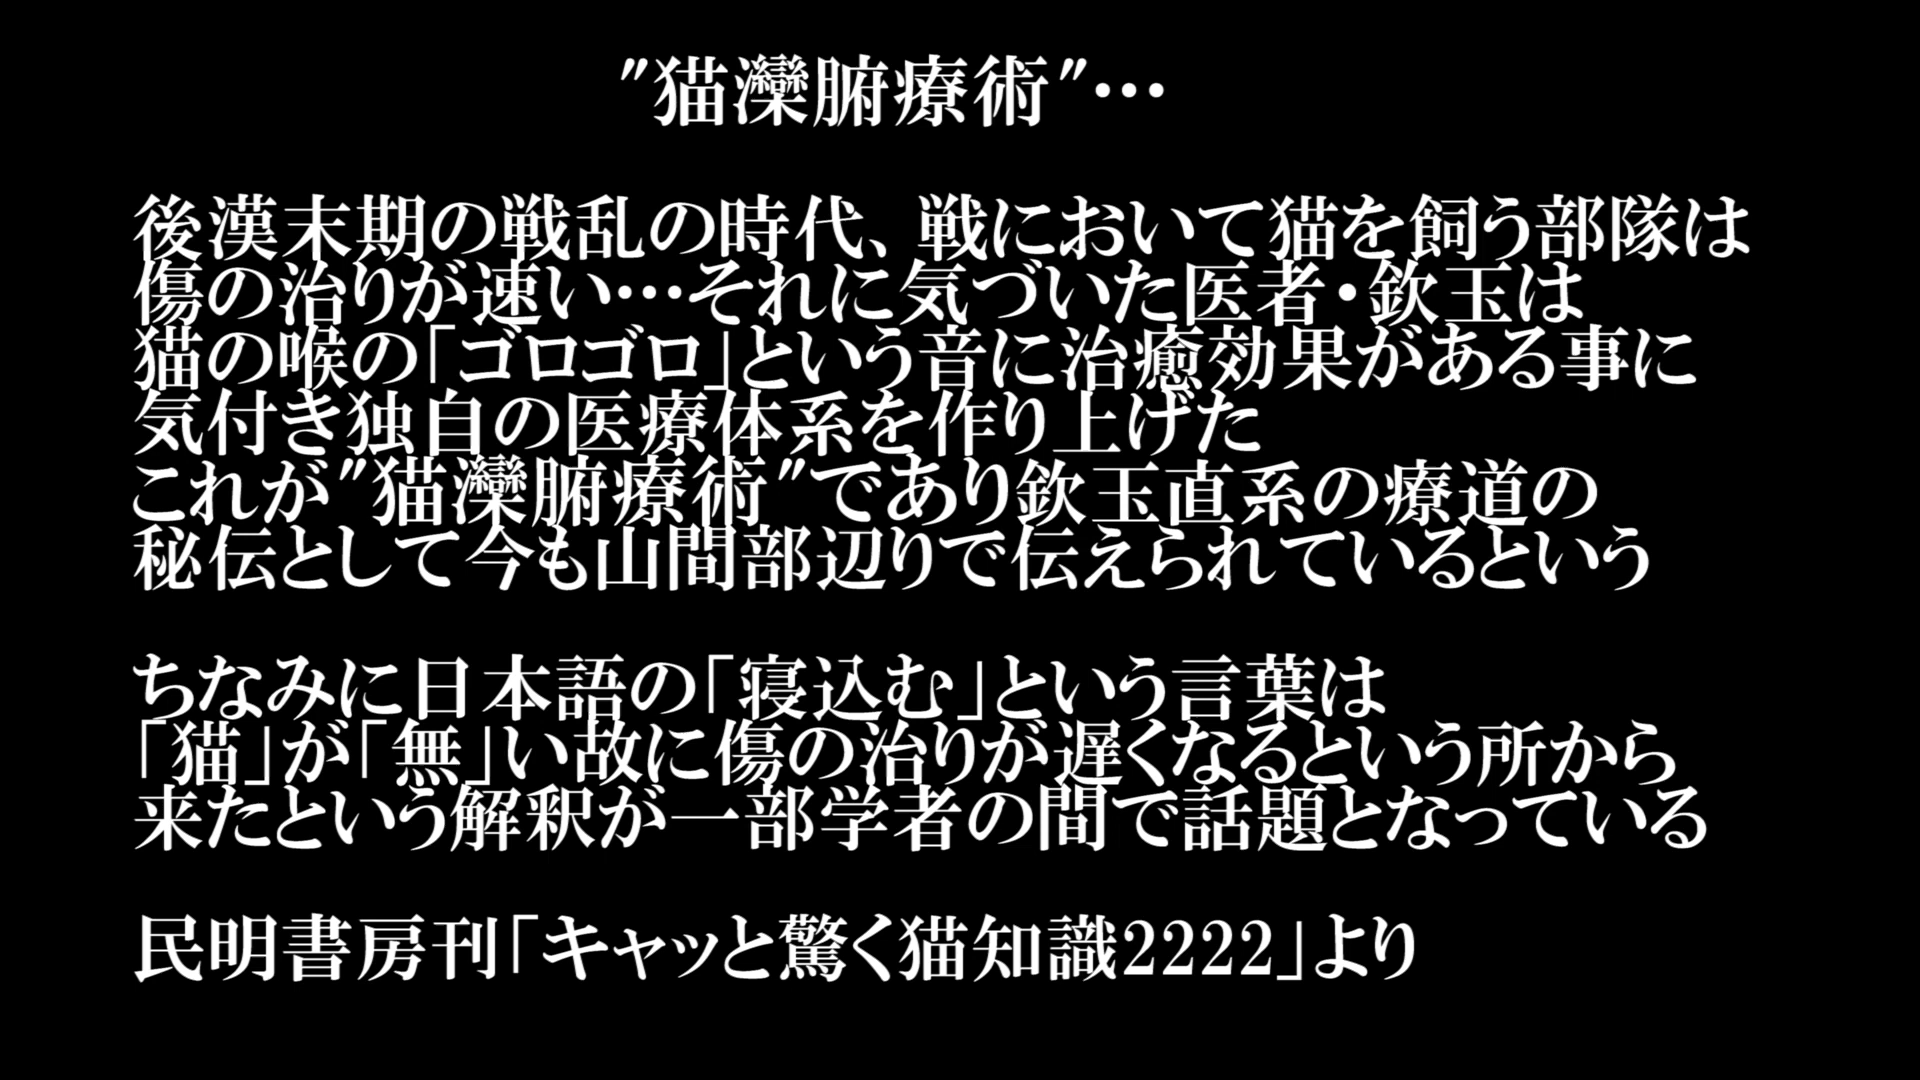 "猫灤腑療術"…
後漢末期の戦乱の時代、戦において猫を飼う部隊は
傷の治りが速い…それに気づいた医者・欽玉は
猫の喉の「ゴロゴロ」という音に治癒効果がある事に
気付き独自の医療体系を作り上げた
これが"猫灤腑療術"であり欽玉直系の療道の
秘伝として今も山間部辺りで伝えられているという
ちなみに日本語の「寝込む」という言葉は
「猫」が「無」い故に傷の治りが遅くなるという所から
来たという解釈が一部学者の間で話題となっている
民明書房刊「キャッと驚く猫知識2222」より